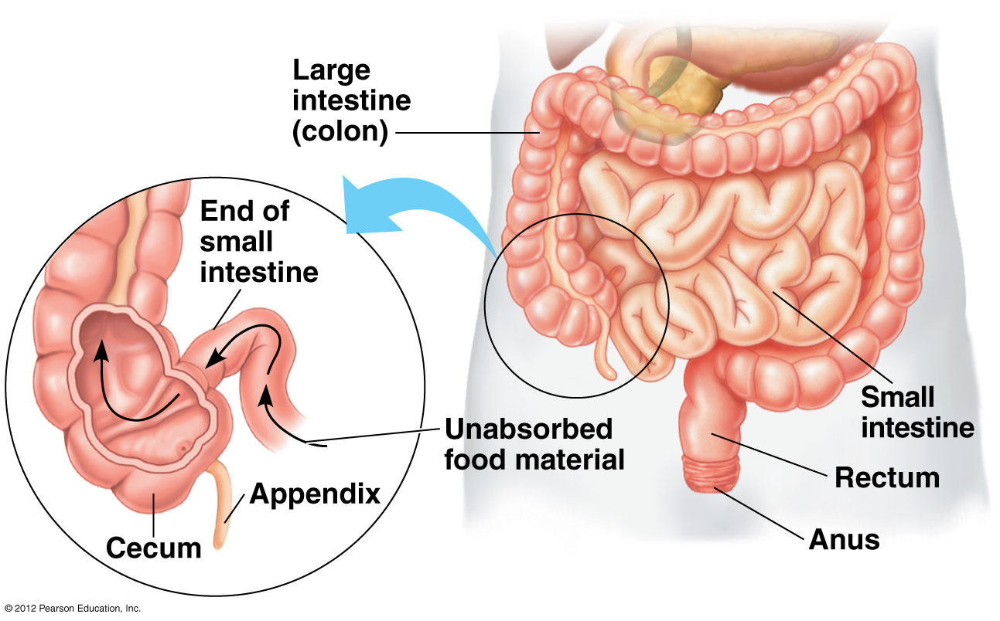 Large
intestine
(colon)
End of
small
intestine
Unabsorbed
food material
Appendix
Cecum
Small
intestine
Rectum
Anus
© 2012 Pearson Education, Inc.